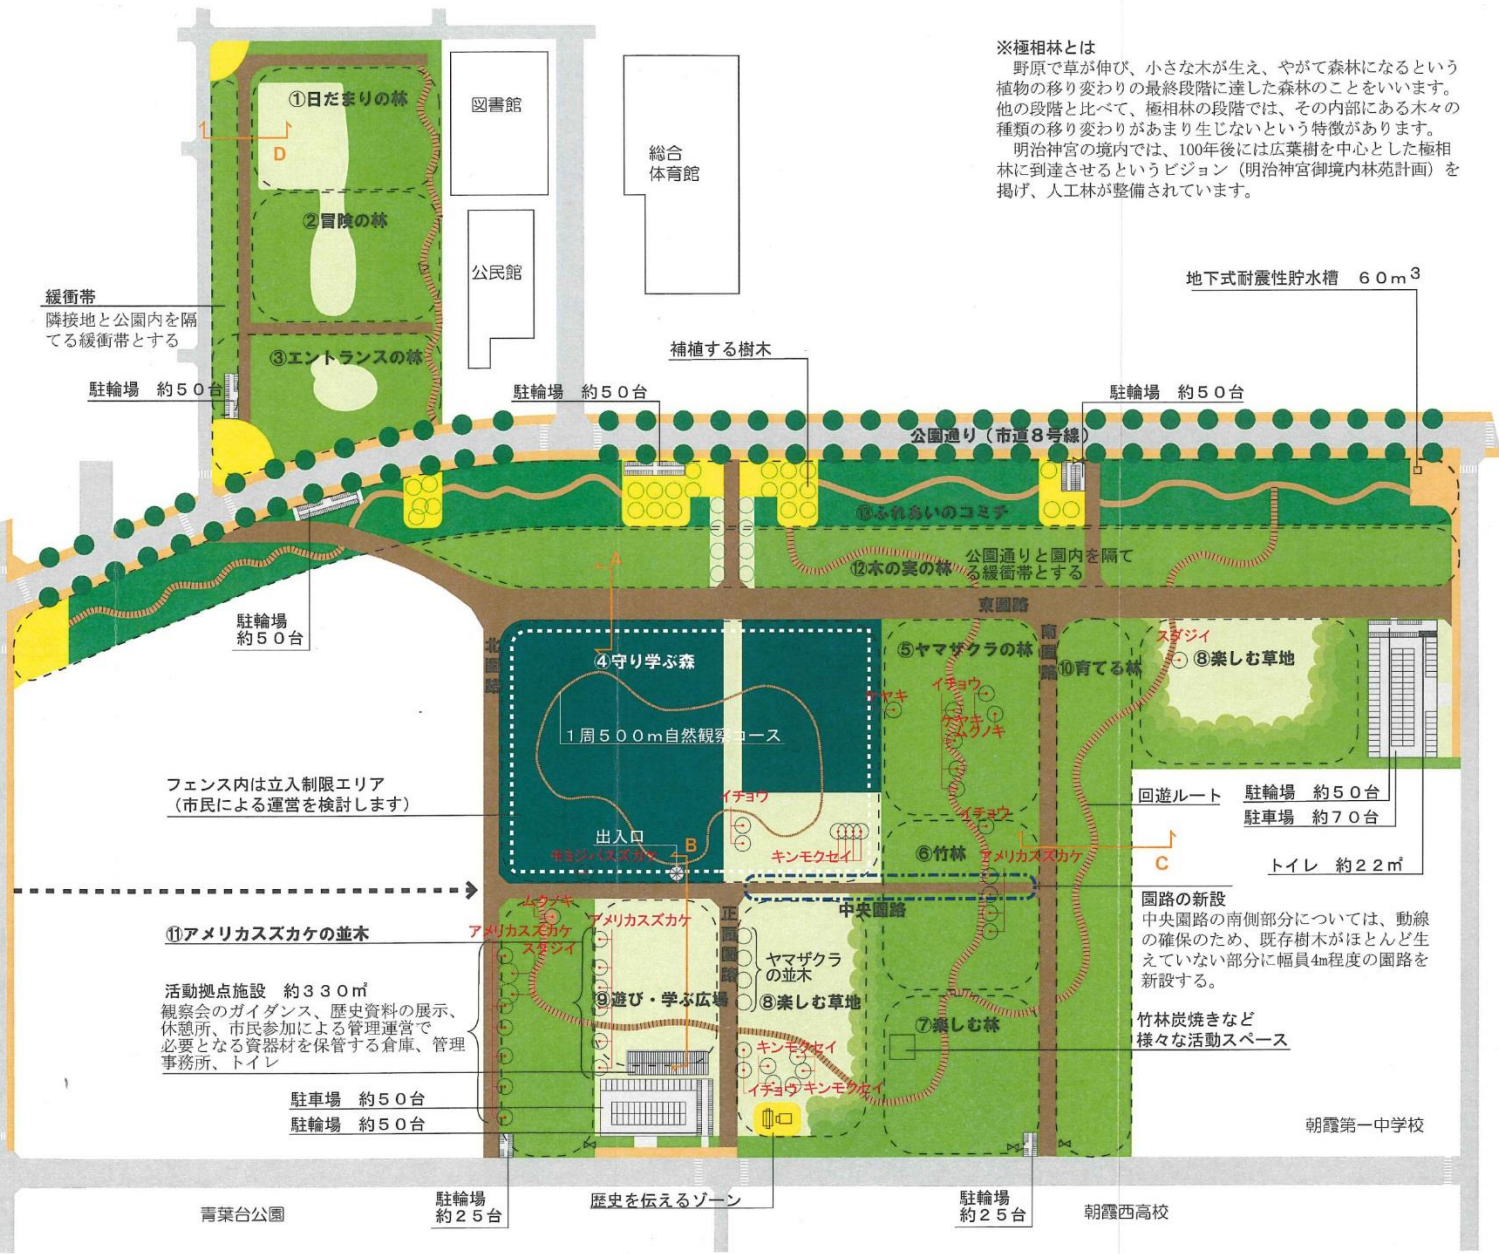 ※極相林とは
野原で草が伸び、小さな木が生え、やがて森林になるという
植物の移り変わりの最終段階に達した森林のことをいいます。
他の段階と比べて、極相林の段階では、その内部にある木々の
種類の移り変わりがあまり生じないという特徴があります。
明治神宮の境内では、100年後には広葉樹を中心とした極相
林に到達させるというビジョン（明治神宮御境内林苑計画）を
掲げ、人工林が整備されています。
①日だまりの林
図書館
総合
体育館
D
②冒険の林
公民館
緩衝帯
隣接地と公園内を隔
てる緩衝帯とする
地下式耐震性貯水槽　６０ｍ³
③エントランスの林
補植する樹木
駐輪場　約５０台
駐輪場　約５０台
駐輪場　約５０台
公園通り（市道８号線）
⑬ふれあいのコミチ
A
⑫木の実の林
公園通りと園内を隔て
る緩衝帯とする
駐輪場
約５０台
東園路
北園路
④守り学ぶ森
⑤ヤマザクラの林
南園路
⑩育てる林
スダジイ
⑧楽しむ草地
ケヤキ
イチョウ
ケヤキ
ムクノキ
１周５００ｍ自然観察コース
フェンス内は立入制限エリア
（市民による運営を検討します）
イチョウ
イチョウ
回遊ルート
駐輪場　約５０台
駐車場　約７０台
出入口
B
モミジバスズカケ
キンモクセイ
⑥竹林
アメリカスズカケ
C
トイレ　約２２㎡
園路の新設
中央園路の南側部分については、動線
の確保のため、既存樹木がほとんど生
えていない部分に幅員4m程度の園路を
新設する。
ムクノキ
アメリカスズカケ
スダジイ
アメリカスズカケ
正面園路
中央園路
⑪アメリカスズカケの並木
ヤマザクラ
の並木
活動拠点施設　約３３０㎡
観察会のガイダンス、歴史資料の展示、
休憩所、市民参加による管理運営で
必要となる資器材を保管する倉庫、管理
事務所、トイレ
⑨遊び・学ぶ広場
⑧楽しむ草地
⑦楽しむ林
竹林炭焼きなど
様々な活動スペース
キンモクセイ
イチョウ
キンモクセイ
駐車場　約５０台
駐輪場　約５０台
朝霞第一中学校
駐輪場
約２５台
歴史を伝えるゾーン
駐輪場
約２５台
青葉台公園
朝霞西高校